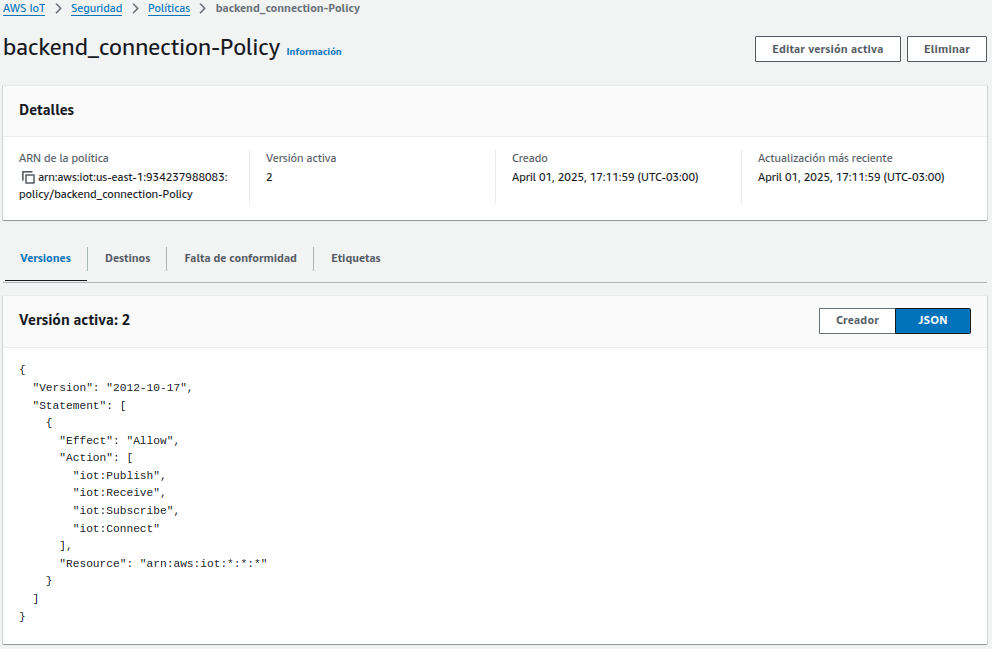 AWS IoT > Seguridad > Políticas > backend_connection-Policy
backend_connection-Policy Información
Editar versión activa
Eliminar
Detalles
ARN de la política
arn:aws:iot:us-east-1:934237988083:
policy/backend_connection-Policy
Versión activa
2
Creado
April 01, 2025, 17:11:59 (UTC-03:00)
Actualización más reciente
April 01, 2025, 17:11:59 (UTC-03:00)
Versiones
Destinos
Falta de conformidad
Etiquetas
Versión activa: 2
Creador
JSON
{
  "Version": "2012-10-17",
  "Statement": [
    {
      "Effect": "Allow",
      "Action": [
        "iot:Publish",
        "iot:Receive",
        "iot:Subscribe",
        "iot:Connect"
      ],
      "Resource": "arn:aws:iot:*:*:*"
    }
  ]
}